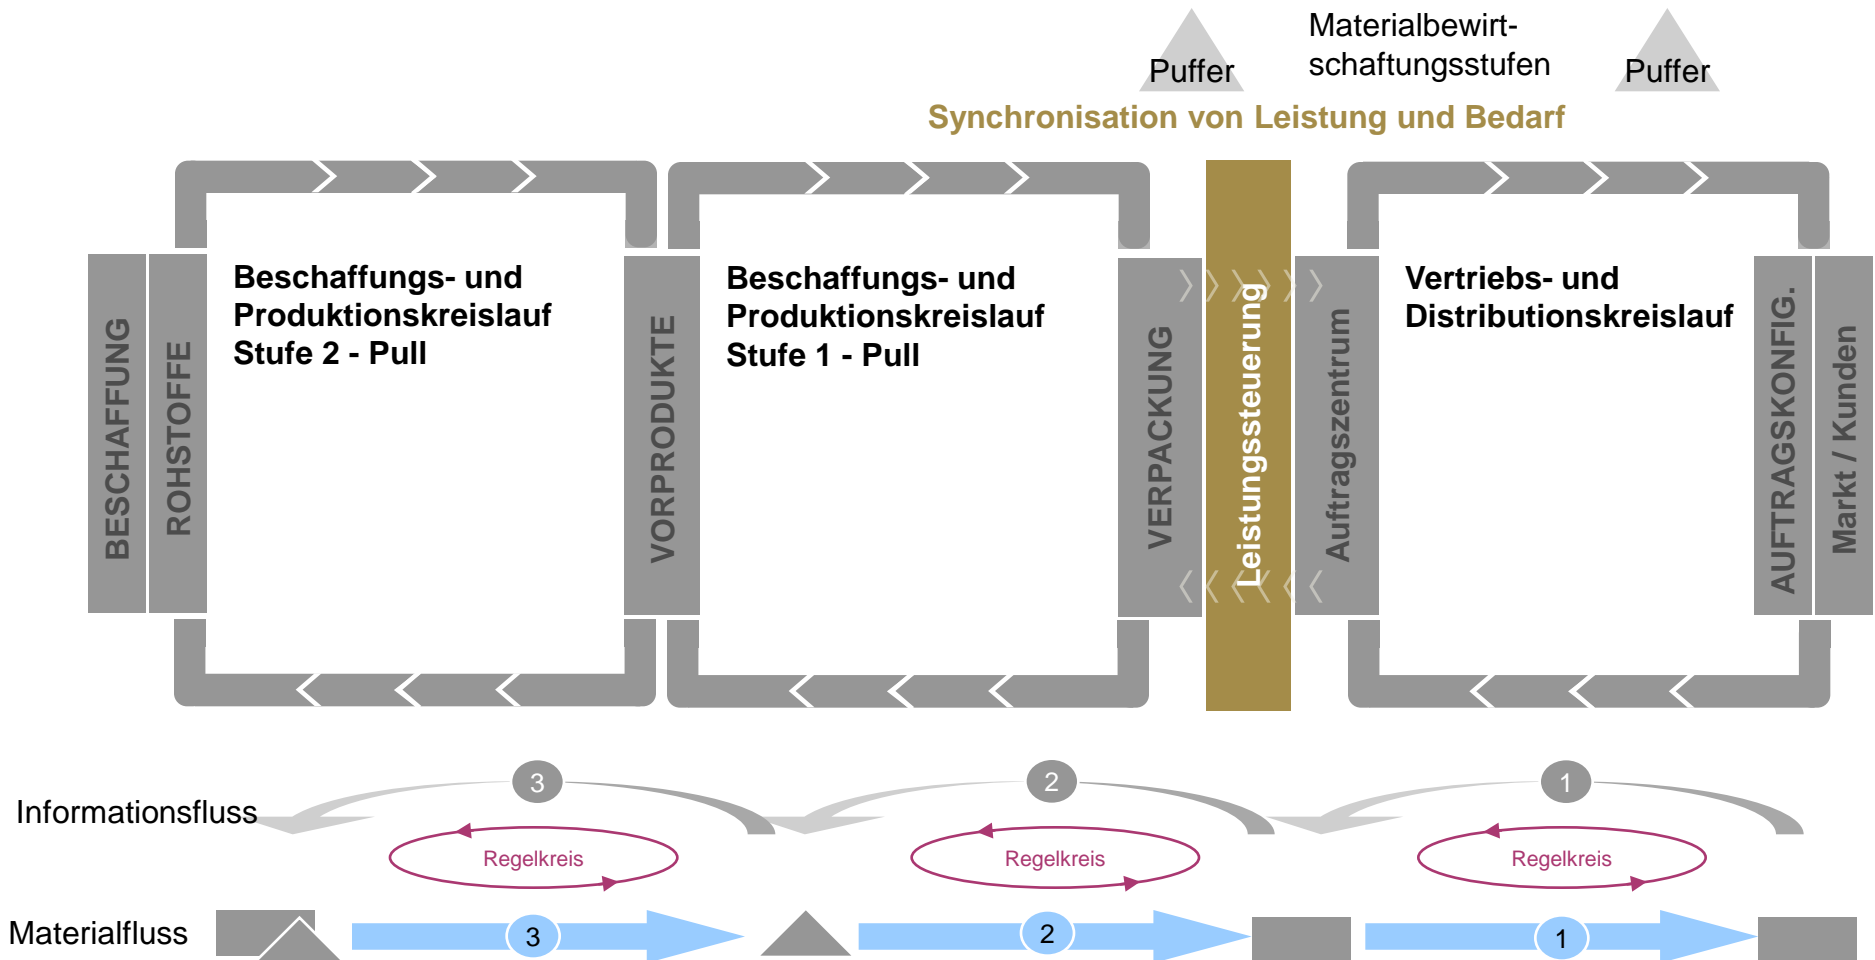 Puffer
Materialbewirt-
schaftungsstufen
Puffer
Synchronisation von Leistung und Bedarf
BESCHAFFUNG
ROHSTOFFE
Beschaffungs- und
Produktionskreislauf
Stufe 2 - Pull
VORPRODUKTE
Beschaffungs- und
Produktionskreislauf
Stufe 1 - Pull
VERPACKUNG
Leistungssteuerung
Auftragszentrum
Vertriebs- und
Distributionskreislauf
AUFTRAGSKONFIG.
Markt / Kunden
Informationsfluss
3
2
1
Regelkreis
Regelkreis
Regelkreis
Materialfluss
3
2
1